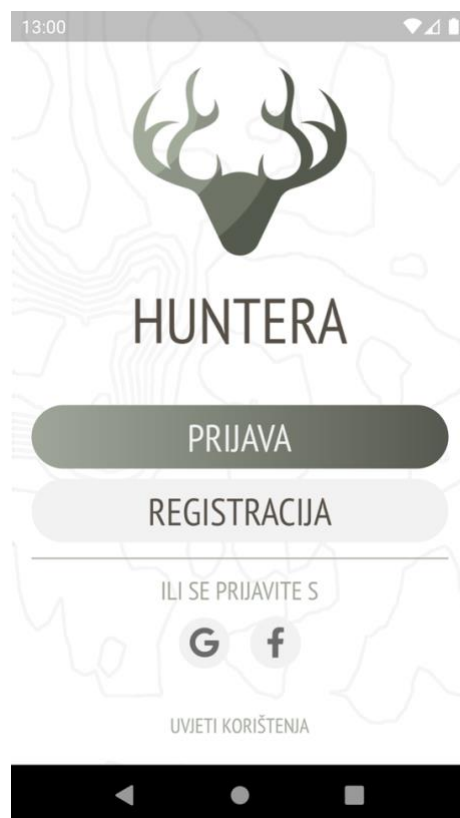 13:00
HUNTERA
PRIJAVA
REGISTRACIJA
ILI SE PRIJAVITE S
G f
UVJETI KORIŠTENJA